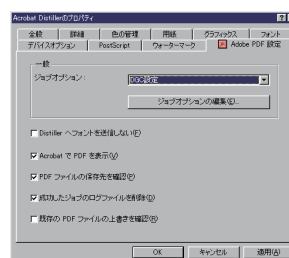 Acrobat Distillerのプロパティ
全般 詳細 色の管理 用紙 グラフィックス フォント
デバイスオプション PostScript ウォーターマーク Adobe PDF 設定
一般
ジョブオプション: DGC設定
ジョブオプションの編集(E)...
Distiller へフォントを送信しない(F)
Acrobat で PDF を表示(V)
PDF ファイルの保存先を確認(P)
成功したジョブのログファイルを削除(D)
既存の PDF ファイルの上書きを確認(R)
OK キャンセル 適用(A)